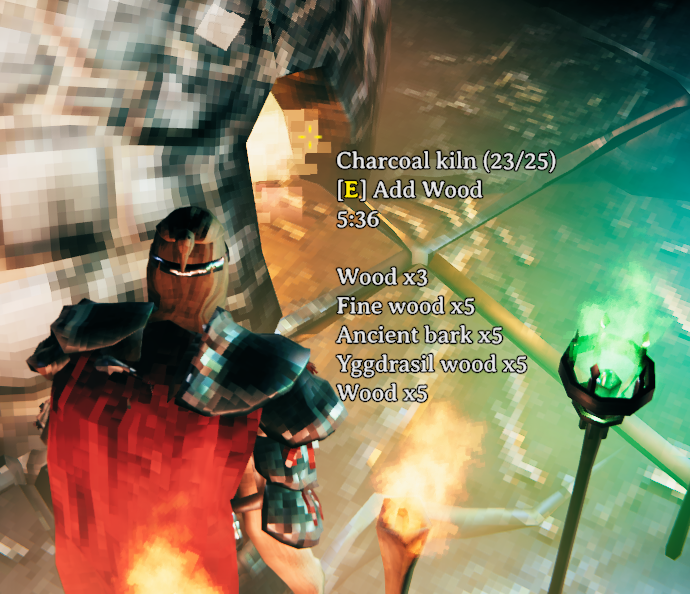 Charcoal kiln (23/25)
[E] Add Wood
5:36
Wood x3
Fine wood x5
Ancient bark x5
Yggdrasil wood x5
Wood x5